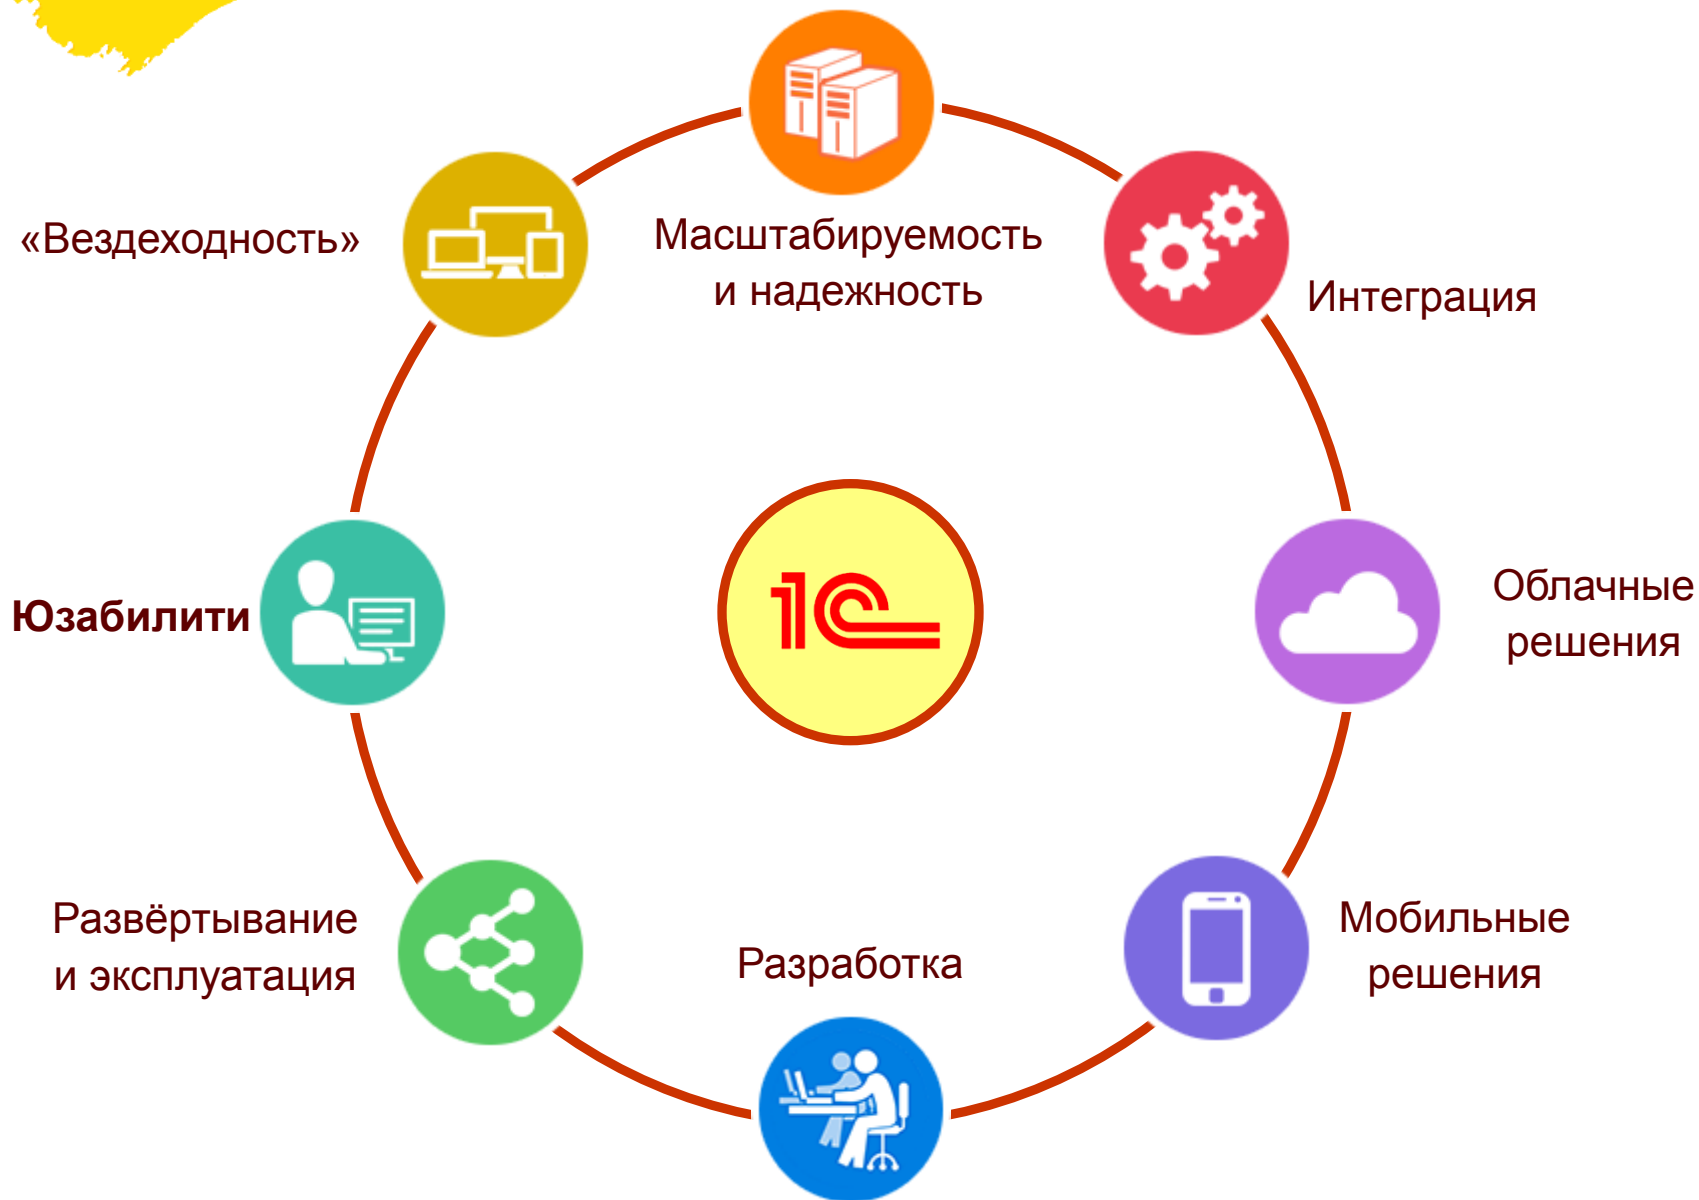 Масштабируемость
и надежность
«Вездеходность»
Интеграция
1С
Облачные
решения
Юзабилити
Мобильные
решения
Развёртывание
и эксплуатация
Разработка